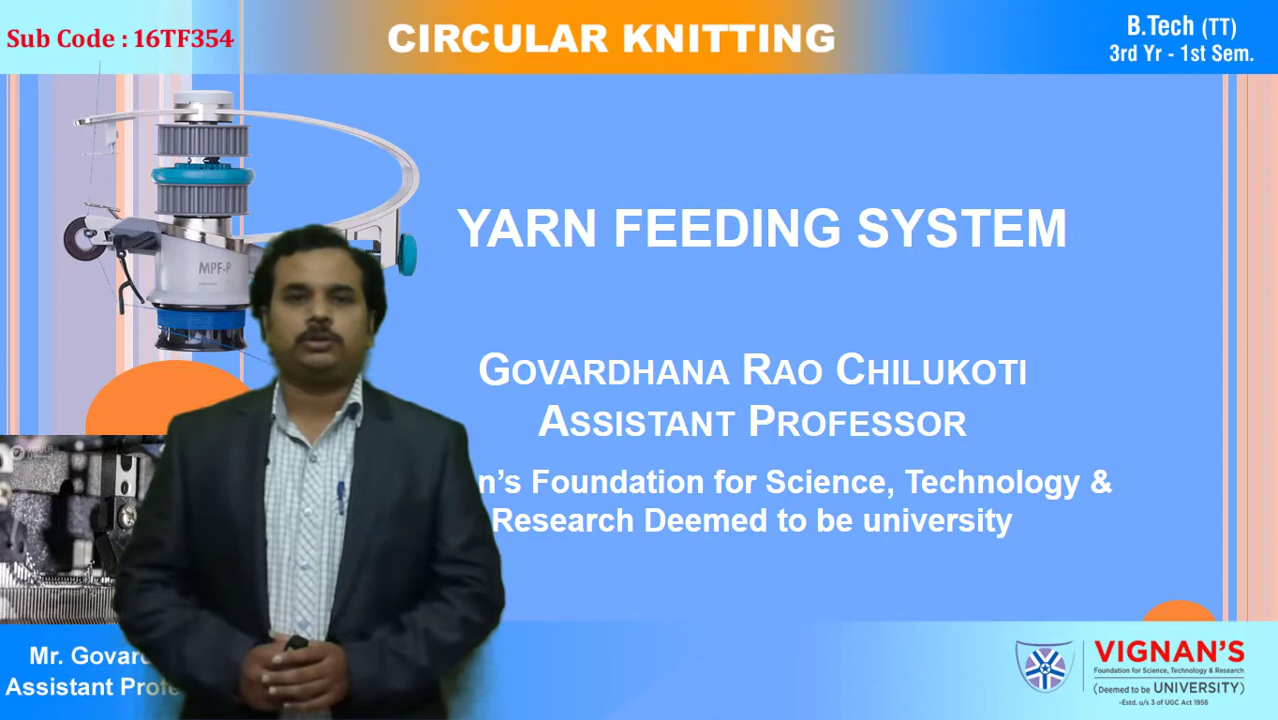 Sub Code : 16TF354
CIRCULAR KNITTING
B.Tech (TT)
3rd Yr - 1st Sem.
MPF-P
YARN FEEDING SYSTEM
GOVARDHANA RAO CHILUKOTI
ASSISTANT PROFESSOR
n's Foundation for Science, Technology &
Research Deemed to be university
Mr. Govard
Assistant Profe
VIGNAN'S
Foundation for Science, Technology & Research
(Deemed to be UNIVERSITY)
-Estd. u/s 3 of UGC Act 1956